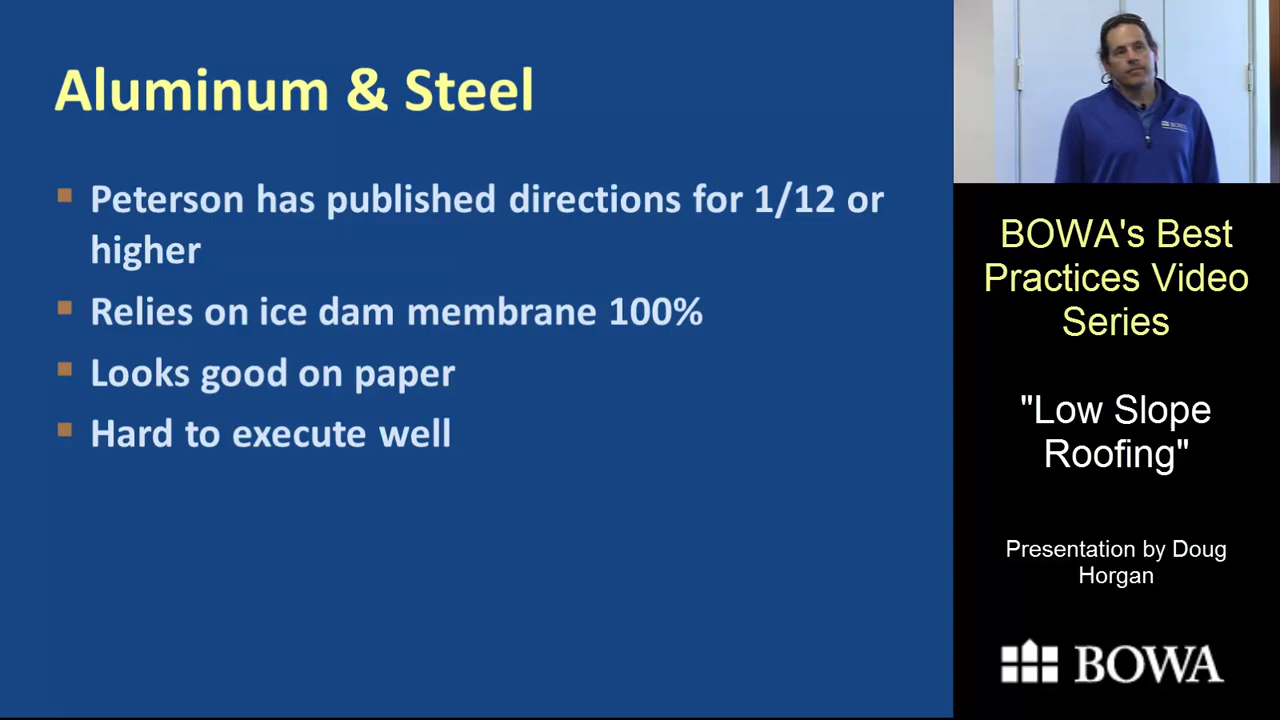 Aluminum & Steel
Peterson has published directions for 1/12 or
higher
Relies on ice dam membrane 100%
Looks good on paper
Hard to execute well
BOWA's Best
Practices Video
Series
"Low Slope
Roofing"
Presentation by Doug
Horgan
BOWA
BOWA